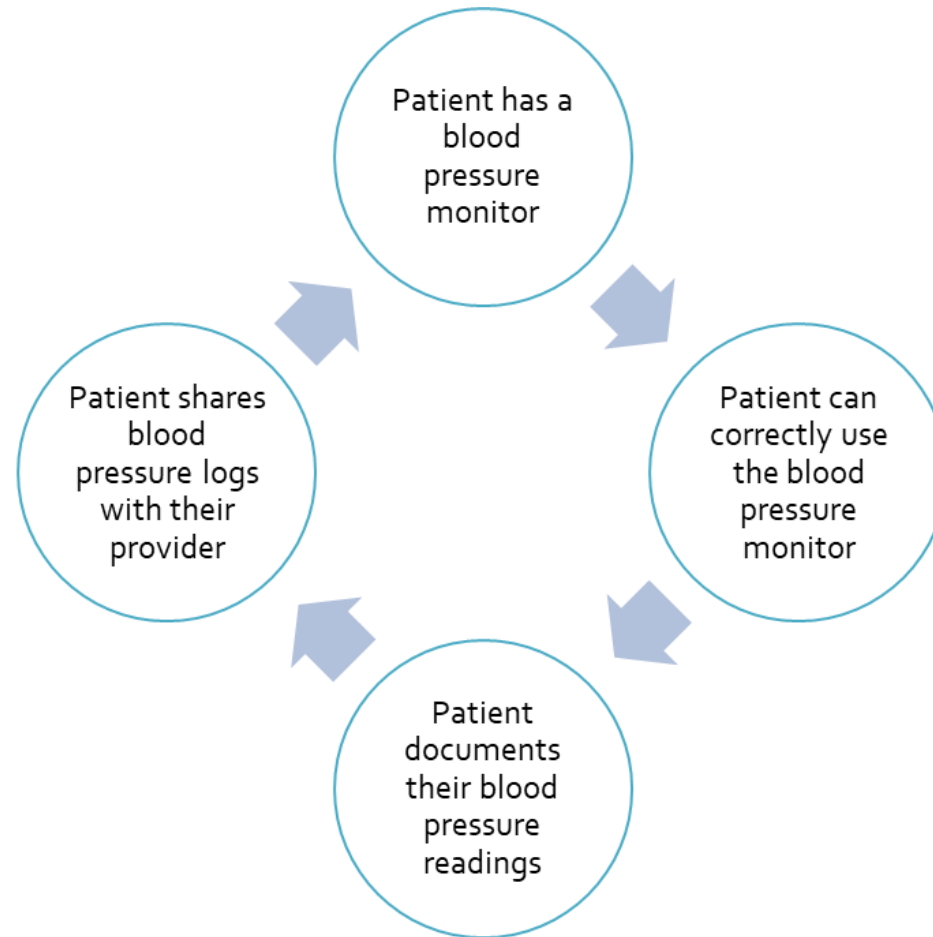 Patient has a
blood
pressure
monitor
Patient can
correctly use
the blood
pressure
monitor
Patient
documents
their blood
pressure
readings
Patient shares
blood
pressure logs
with their
provider